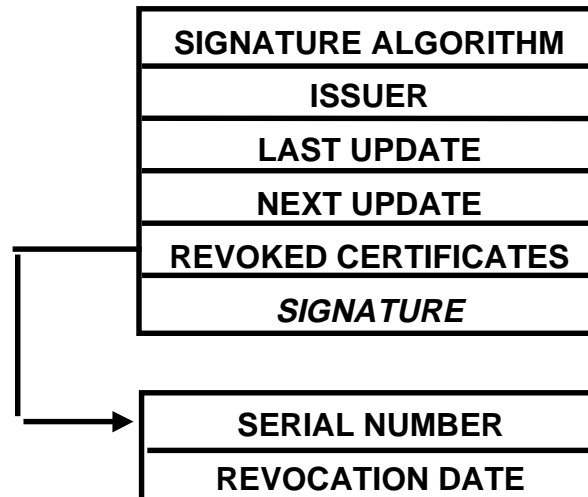 SIGNATURE ALGORITHM
ISSUER
LAST UPDATE
NEXT UPDATE
REVOKED CERTIFICATES
SIGNATURE
SERIAL NUMBER
REVOCATION DATE